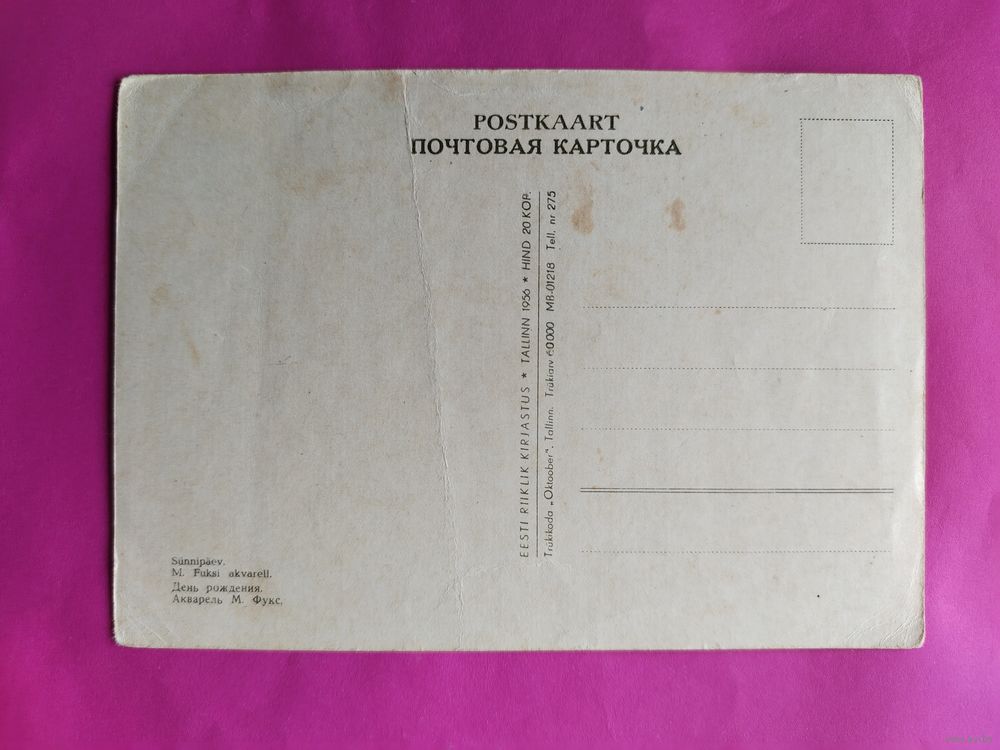 POSTKAART
ПОЧТОВАЯ КАРТОЧКА
EESTI RIIKLIK KIRJASTUS ★ TALLINN 1956 ★ HIND 20 KOP.
Trükikoda „Oktoober“, Tallinn. Trükiarv 60000 MB-01218 Tell. nr 275
Sünnipäev.
M. Fuksi akvarell.
День рождения.
Акварель М. Фукс.